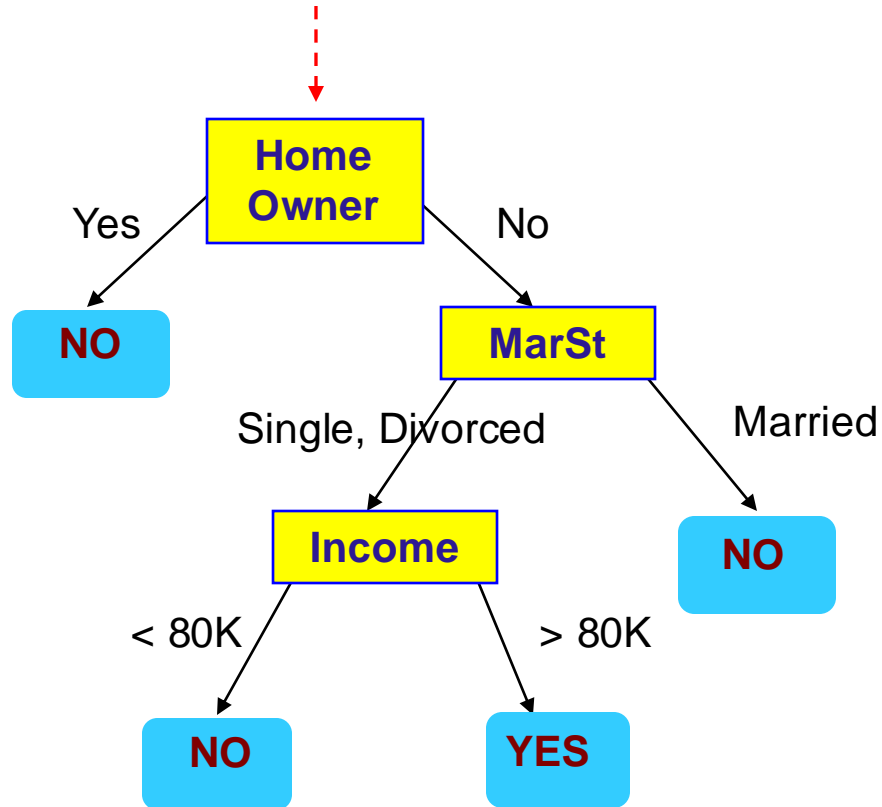 Home
Owner
Yes
No
NO
MarSt
Single, Divorced
Married
Income
NO
< 80K
> 80K
NO
YES